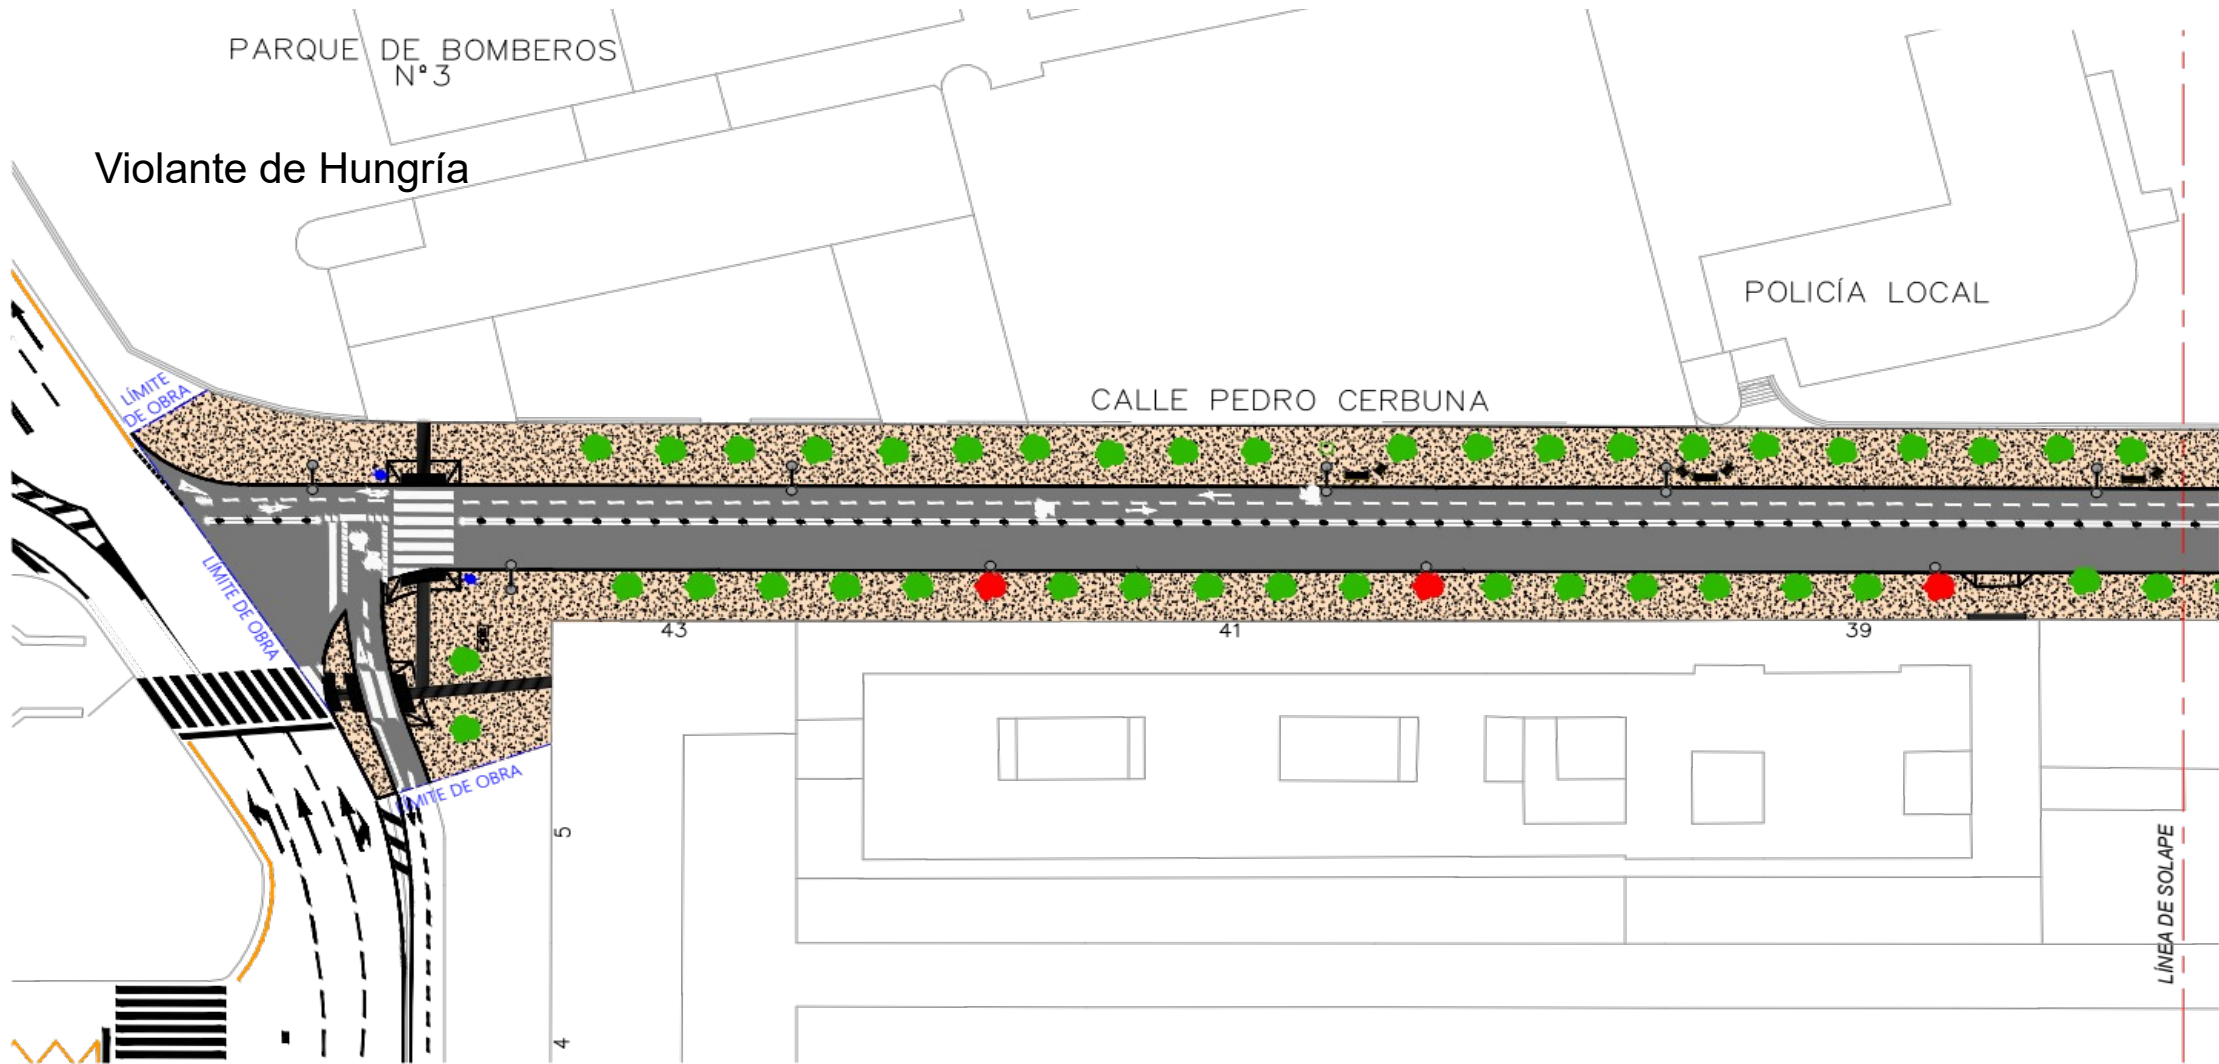 PARQUE DE BOMBEROS
N°3
Violante de Hungría
POLICÍA LOCAL
LÍMITE
DE OBRA
CALLE PEDRO CERBUNA
LÍMITE DE OBRA
43
41
39
LÍMITE DE OBRA
5
4
LÍNEA DE SOLAPE